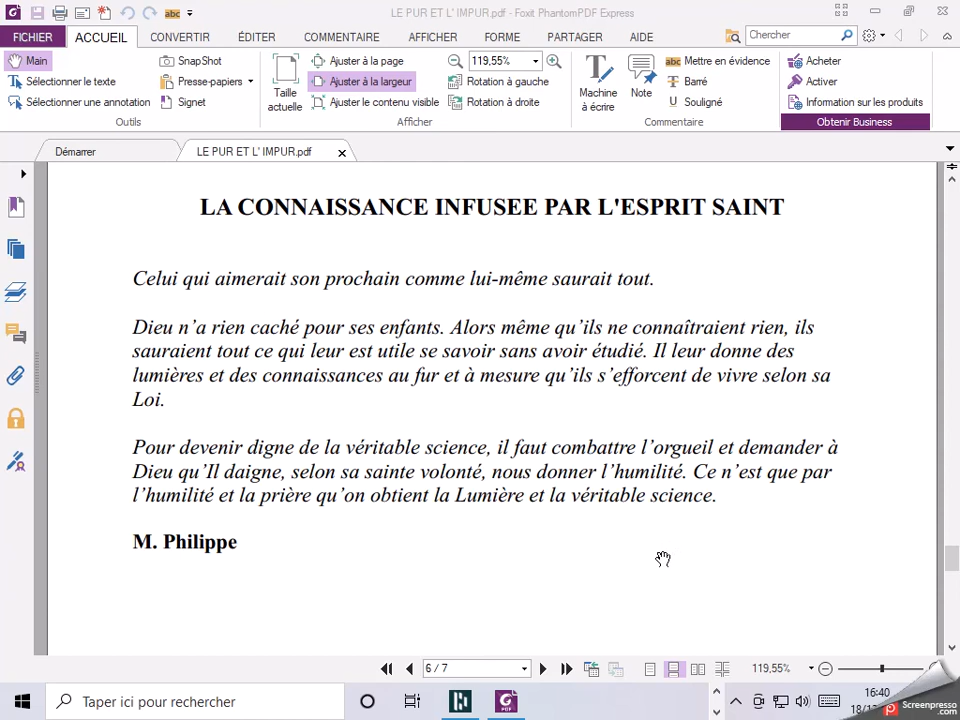 LE PUR ET L' IMPUR.pdf - Foxit PhantomPDF Express
FICHIER ACCUEIL CONVERTIR ÉDITER COMMENTAIRE AFFICHER FORME PARTAGER AIDE Chercher
Main SnapShot Ajuster à la page 119,55% Mettre en évidence Acheter
Sélectionner le texte Presse-papiers Ajuster à la largeur Rotation à gauche Barré Activer
Sélectionner une annotation Signet Taille actuelle Ajuster le contenu visible Rotation à droite Machine à écrire Note Souligné Information sur les produits
Outils Afficher Commentaire Obtenir Business
Démarrer LE PUR ET L' IMPUR.pdf
LA CONNAISSANCE INFUSEE PAR L'ESPRIT SAINT
Celui qui aimerait son prochain comme lui-même saurait tout.
Dieu n’a rien caché pour ses enfants. Alors même qu’ils ne connaîtraient rien, ils
sauraient tout ce qui leur est utile se savoir sans avoir étudié. Il leur donne des
lumières et des connaissances au fur et à mesure qu’ils s’efforcent de vivre selon sa
Loi.
Pour devenir digne de la véritable science, il faut combattre l’orgueil et demander à
Dieu qu’Il daigne, selon sa sainte volonté, nous donner l’humilité. Ce n’est que par
l’humilité et la prière qu’on obtient la Lumière et la véritable science.
M. Philippe
6 / 7 119,55%
Taper ici pour rechercher 16:40
18/1
Screenpresso
.com